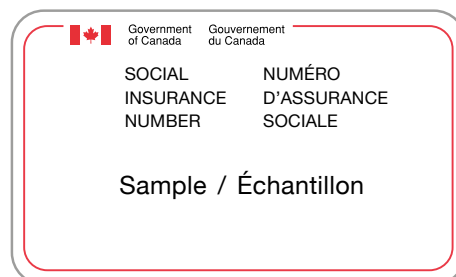 Government of Canada
Gouvernement du Canada
SOCIAL INSURANCE NUMBER
NUMÉRO D'ASSURANCE SOCIALE
Sample / Échantillon